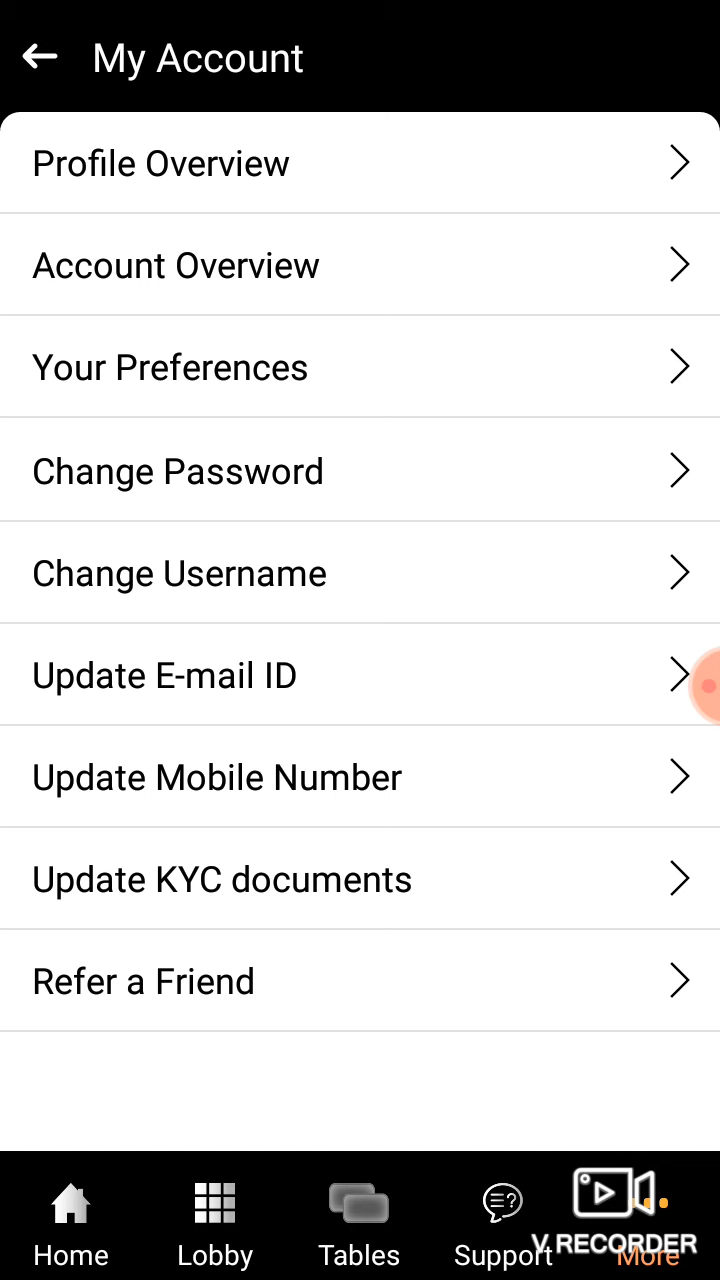 My Account
Profile Overview
Account Overview
Your Preferences
Change Password
Change Username
Update E-mail ID
Update Mobile Number
Update KYC documents
Refer a Friend
Home Lobby Tables Support More
V.RECORDER